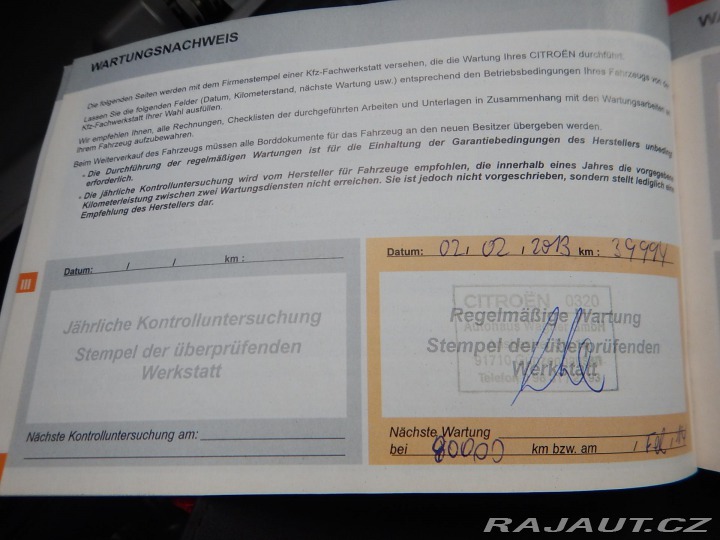 WARTUNGSNACHWEIS
Die folgenden Seiten werden mit dem Firmenstempel einer Kfz-Fachwerkstatt versehen, die die Wartung Ihres CITROËN durchführt.
Lassen Sie die folgenden Felder (Datum, Kilometerstand, nächste Wartung usw.) entsprechend den Betriebsbedingungen Ihres Fahrzeugs von der
Kfz-Fachwerkstatt Ihrer Wahl ausfüllen.
Wir empfehlen Ihnen, alle Rechnungen, Checklisten der durchgeführten Arbeiten und Unterlagen in Zusammenhang mit den Wartungsarbeiten in
Ihrem Fahrzeug aufzubewahren.
Beim Weiterverkauf des Fahrzeugs müssen alle Borddokumente für das Fahrzeug an den neuen Besitzer übergeben werden.
- Die Durchführung der regelmäßigen Wartungen ist für die Einhaltung der Garantiebedingungen des Herstellers unbeding
erforderlich.
- Die jährliche Kontrolluntersuchung wird vom Hersteller für Fahrzeuge empfohlen, die innerhalb eines Jahres die vorgegebene
Kilometerleistung zwischen zwei Wartungsdiensten nicht erreichen. Sie ist jedoch nicht vorgeschrieben, sondern stellt lediglich eine
Empfehlung des Herstellers dar.
III
Datum: / / km :
Jährliche Kontrolluntersuchung
Stempel der überprüfenden
Werkstatt
Nächste Kontrolluntersuchung am:
Datum: 02, 02, 2013 km : 39994
CITROËN 0320
Regelmäßige Wartung
Autohaus GmbH
Stempel der überprüfenden
91710
Werkstatt
Telefon
Nächste Wartung
bei 80000 km bzw. am
WA
RAJAUT.CZ